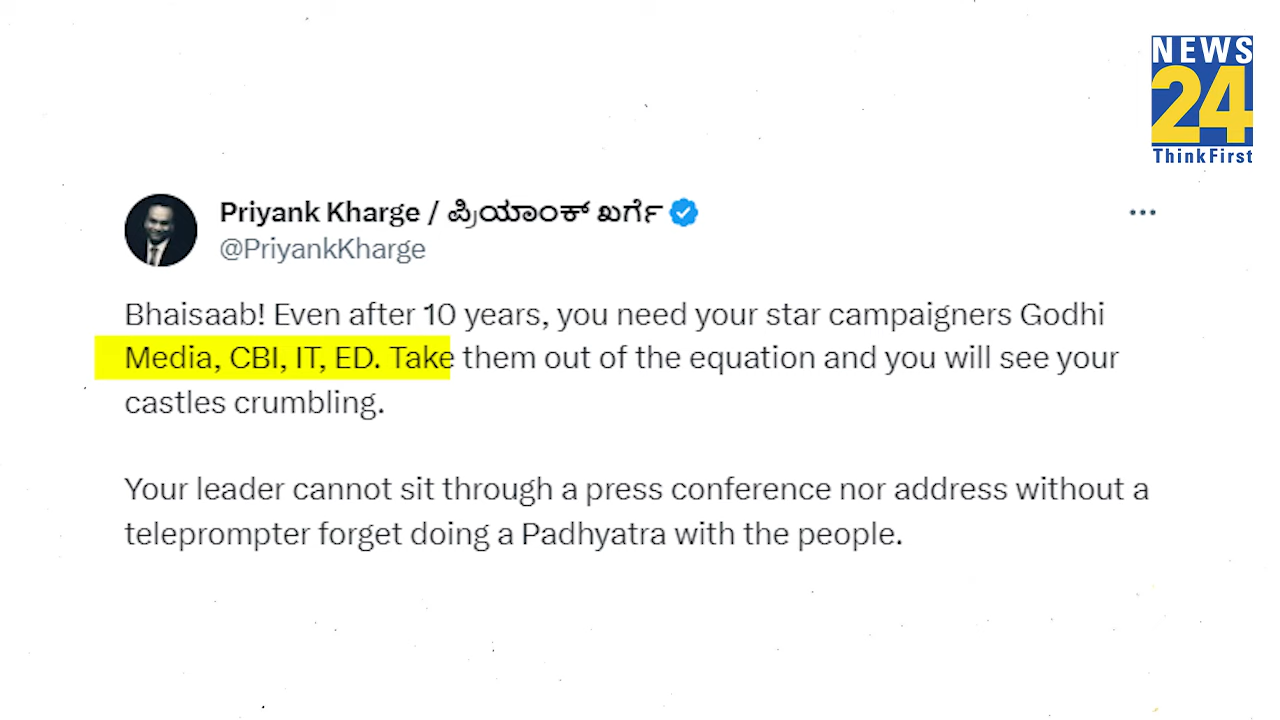 NEWS
24
ThinkFirst
Priyank Kharge / ಪ್ರಿಯಾಂಕ್ ಖರ್ಗೆ
@PriyankKharge
Bhaisaab! Even after 10 years, you need your star campaigners Godhi
Media, CBI, IT, ED. Take them out of the equation and you will see your
castles crumbling.
Your leader cannot sit through a press conference nor address without a
teleprompter forget doing a Padhyatra with the people.